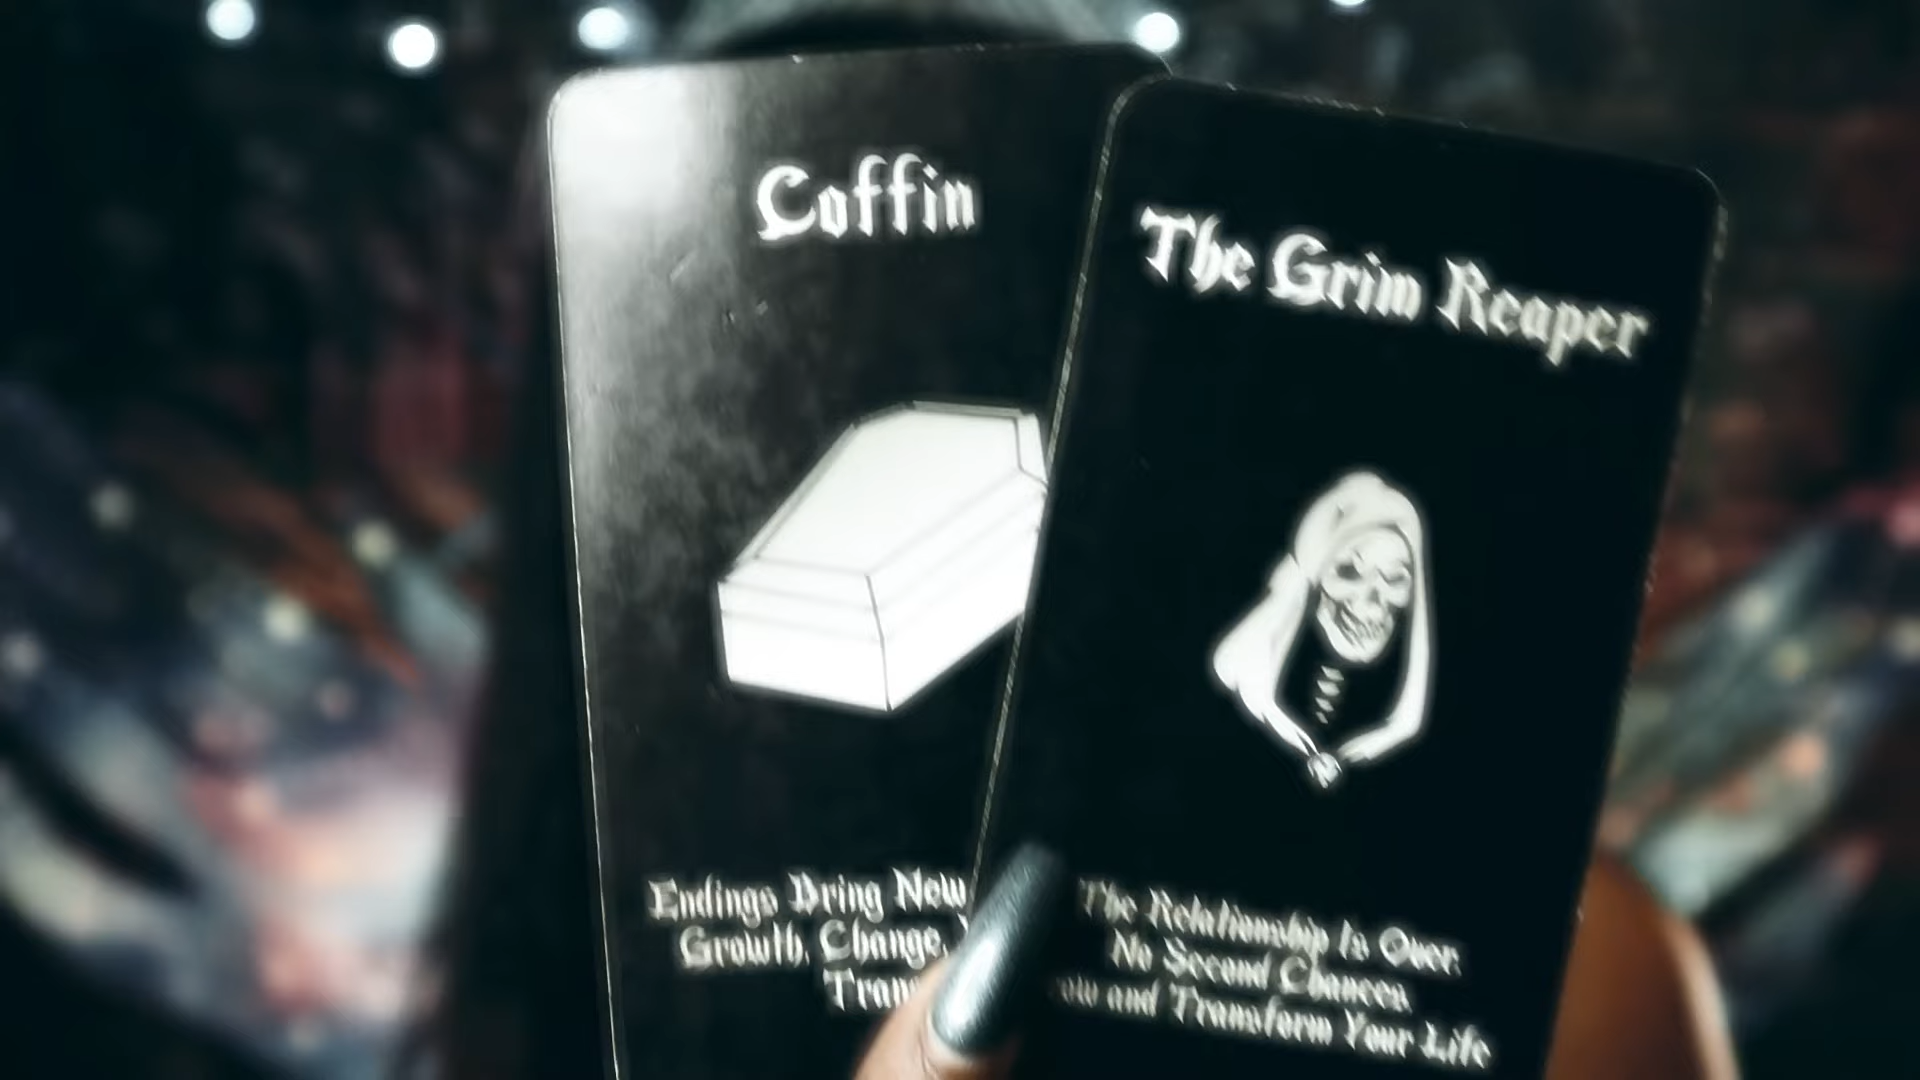 Coffin
Endings Bring New
Growth, Change,
The Grim Reaper
The Relationship Is Over.
No Second Chances.
and Transform Your Life